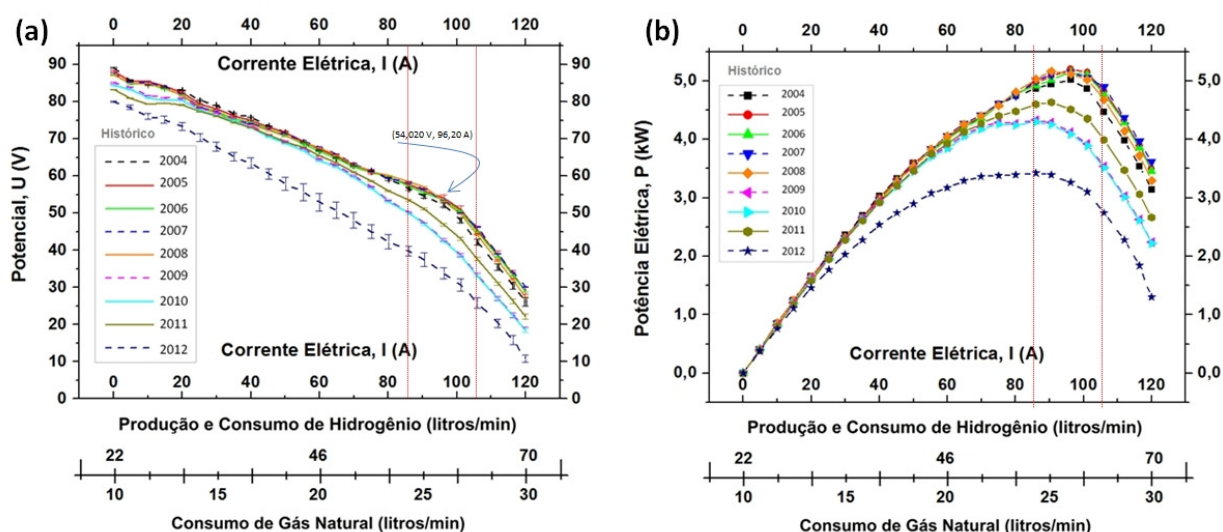 (a)
0 20 40 60 80 100 120
Corrente Elétrica, I (A)
Potencial, U (V)
90 90
80 80
70 70
60 60
50 50
40 40
30 30
20 20
10 10
0 0
(54,020 V, 96,20 A)
Histórico
2004
2005
2006
2007
2008
2009
2010
2011
2012
Corrente Elétrica, I (A)
0 20 40 60 80 100 120
Produção e Consumo de Hidrogênio (litros/min)
22 46 70
10 15 20 25 30
Consumo de Gás Natural (litros/min)
(b)
0 20 40 60 80 100 120
Potência Elétrica, P (kW)
5,0 5,0
4,0 4,0
3,0 3,0
2,0 2,0
1,0 1,0
0,0 0,0
Histórico
2004
2005
2006
2007
2008
2009
2010
2011
2012
Corrente Elétrica, I (A)
0 20 40 60 80 100 120
Produção e Consumo de Hidrogênio (litros/min)
22 46 70
10 15 20 25 30
Consumo de Gás Natural (litros/min)